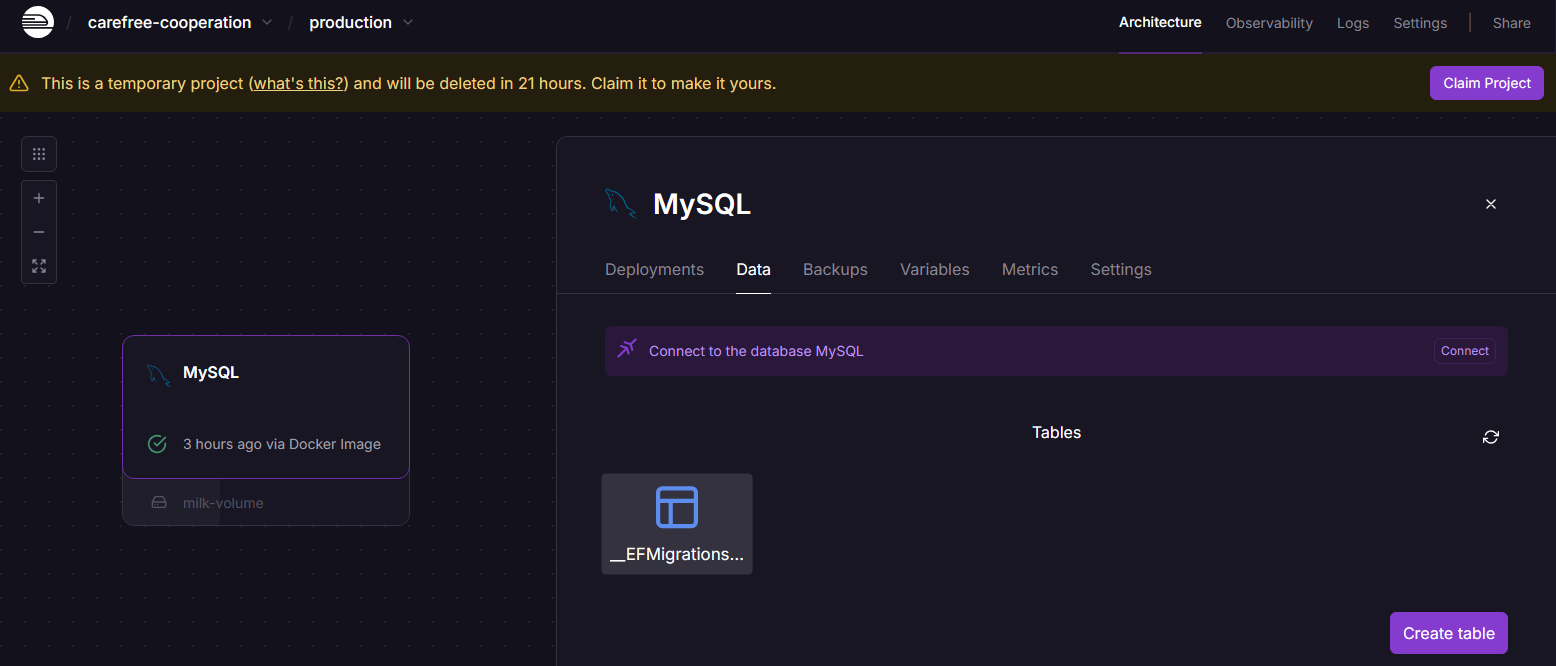 / carefree-cooperation / production
Architecture Observability Logs Settings | Share
This is a temporary project (what's this?) and will be deleted in 21 hours. Claim it to make it yours.
Claim Project
MySQL
3 hours ago via Docker Image
milk-volume
MySQL
Deployments Data Backups Variables Metrics Settings
Connect to the database MySQL
Connect
Tables
__EFMigrations...
Create table